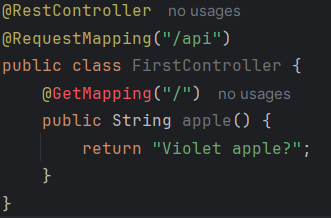 @RestController no usages
@RequestMapping("/api")
public class FirstController {
    @GetMapping("/") no usages
    public String apple() {
        return "Violet apple?";
    }
}